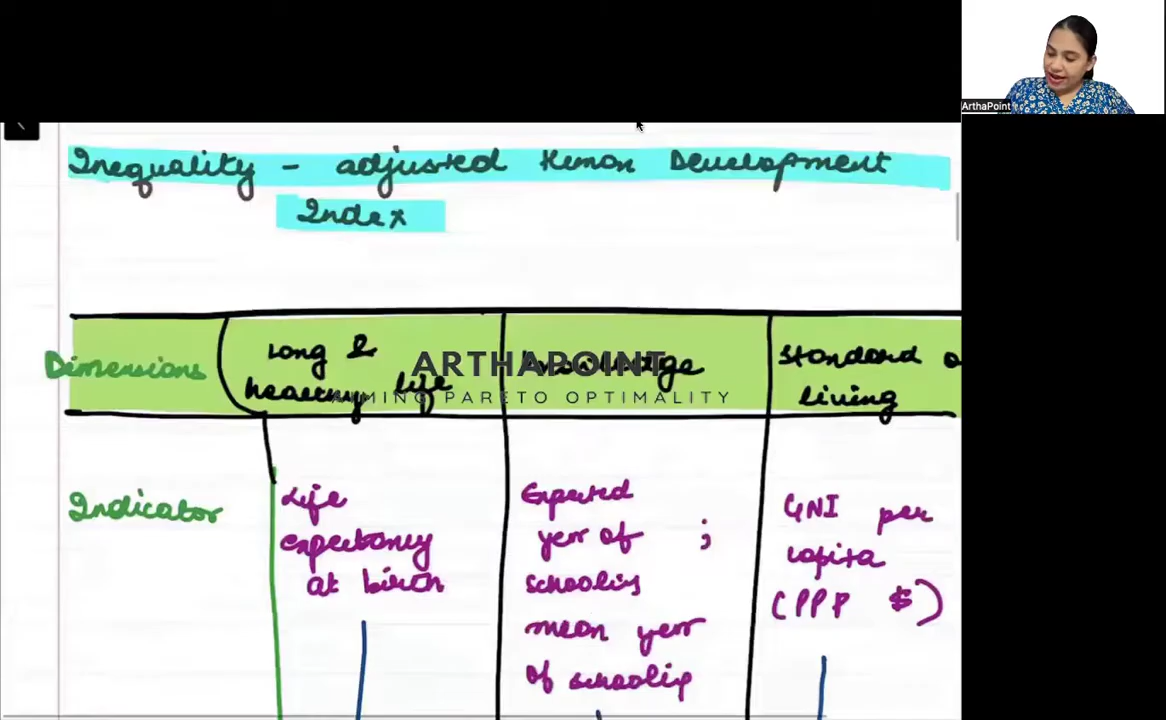 ArthaPoint
Inequality - adjusted Human Development
Index
Dimensions
Long &
healthy life
Knowledge
Standard o
living
ARTHAPOINT
AIMING PARETO OPTIMALITY
Indicator
Life
expectancy
at birth
Expected
year of ;
schooling
mean year
of schooling
GNI per
capita
(PPP $)